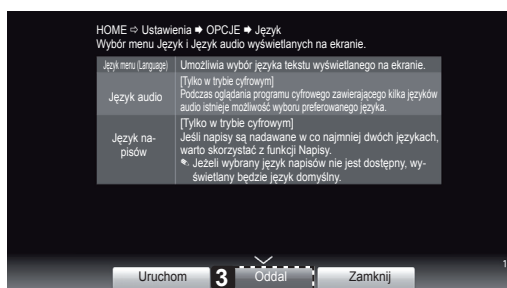 HOME ⇨ Ustawienia ➡ OPCJE ➡ Język
Wybór menu Język i Język audio wyświetlanych na ekranie.
Język menu (Language)
Umożliwia wybór języka tekstu wyświetlanego na ekranie.
Język audio
[Tylko w trybie cyfrowym]
Podczas oglądania programu cyfrowego zawierającego kilka języków
audio istnieje możliwość wyboru preferowanego języka.
Język na-
pisów
[Tylko w trybie cyfrowym]
Jeśli napisy są nadawane w co najmniej dwóch językach,
warto skorzystać z funkcji Napisy.
✎ Jeżeli wybrany język napisów nie jest dostępny, wy-
świetlany będzie język domyślny.
1
Uruchom 3 Oddal Zamknij